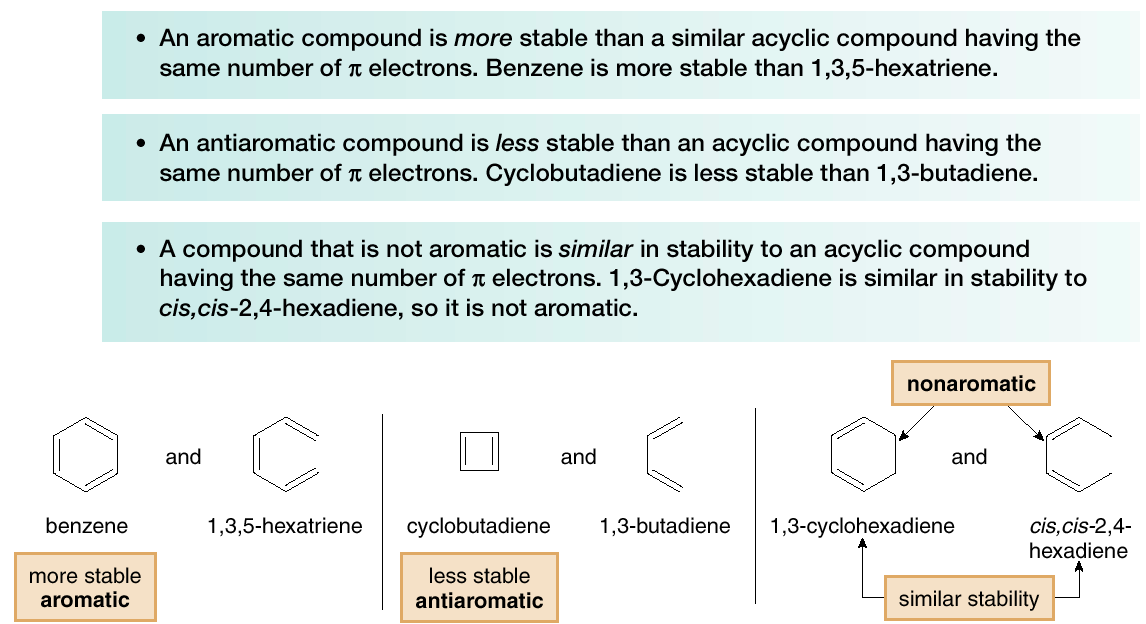 • An aromatic compound is more stable than a similar acyclic compound having the
same number of π electrons. Benzene is more stable than 1,3,5-hexatriene.
• An antiaromatic compound is less stable than an acyclic compound having the
same number of π electrons. Cyclobutadiene is less stable than 1,3-butadiene.
• A compound that is not aromatic is similar in stability to an acyclic compound
having the same number of π electrons. 1,3-Cyclohexadiene is similar in stability to
cis,cis-2,4-hexadiene, so it is not aromatic.
nonaromatic
and
and
and
benzene
1,3,5-hexatriene
cyclobutadiene
1,3-butadiene
1,3-cyclohexadiene
cis,cis-2,4-
hexadiene
more stable
aromatic
less stable
antiaromatic
similar stability